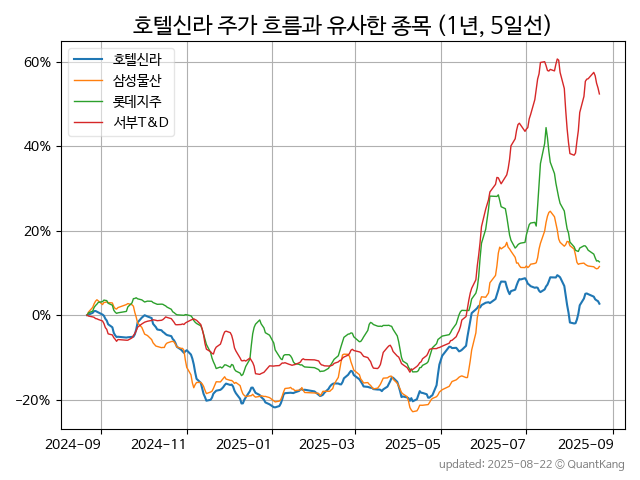 호텔신라 주가 흐름과 유사한 종목 (1년, 5일선)
호텔신라
삼성물산
롯데지주
서부T&D
60%
40%
20%
0%
−20%
2024-09
2024-11
2025-01
2025-03
2025-05
2025-07
2025-09
updated: 2025-08-22 © QuantKang